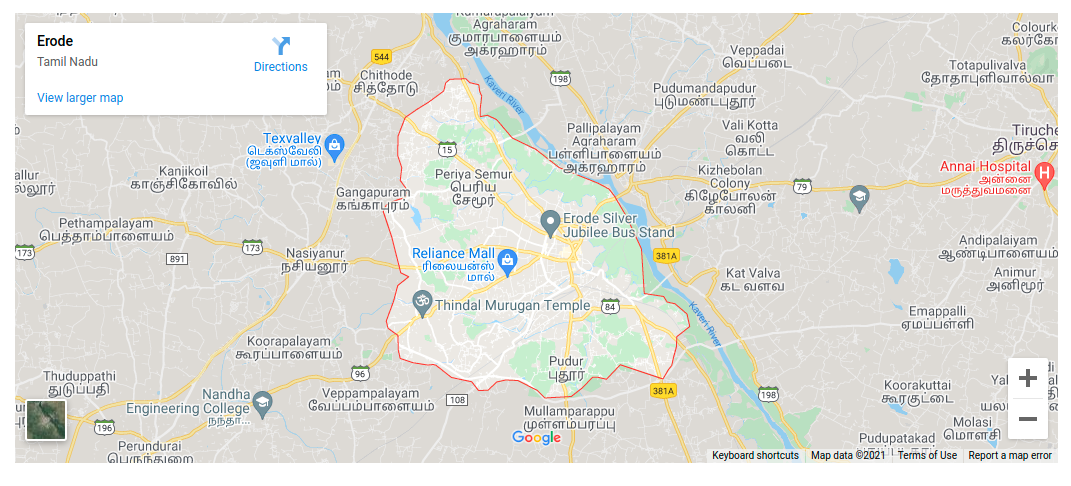 Erode
Tamil Nadu
Directions
View larger map
Agraharam
குமாரபாளையம்
அக்ரஹாரம்
544
Chithode
சித்தோடு
198
Kaveri River
Veppadai
வெப்படை
Totapulivalva
தோதாபுளிவால்வா
Pudumandapudur
புடுமண்டபுதூர்
Texvalley
டெக்ஸ்வேலி
(ஜவுளி மால்)
15
Pallipalayam
Agraharam
பள்ளிபாளையம்
அக்ரஹாரம்
Vali Kotta
வலி
கொட்ட
Kanjikoil
காஞ்சிகோவில்
Periya Semur
பெரிய
சேமூர்
Kizhebolan
Colony
கிழேபோலன்
காலனி
79
Annai Hospital
அன்னை
மருத்துவமனை
Gangapuram
கங்காபுரம்
Pethampalayam
பெத்தாம்பாளையம்
Erode Silver
Jubilee Bus Stand
173
173
891
Nasiyanur
நசியனூர்
Reliance Mall
ரிலையன்ஸ்
மால்
381A
Andipalaiyam
ஆண்டிபாளையம்
Kat Valva
கட வளவ
Animur
அனிமூர்
Thindal Murugan Temple
84
Kaveri River
Emappalli
ஏமப்பள்ளி
Koorapalayam
கூரப்பாளையம்
Pudur
புதூர்
Thuduppathi
துடுப்பதி
96
Nandha
Engineering College
நந்தா...
Veppampalayam
வேப்பம்பாளையம்
108
381A
198
Koorakuttai
கூரகுட்டை
Mullamparappu
முள்ளம்பரப்பு
196
Molasi
மொளசி
Perundurai
பெருந்துறை
Pudupatakad
Google
Keyboard shortcuts
Map data ©2021
Terms of Use
Report a map error